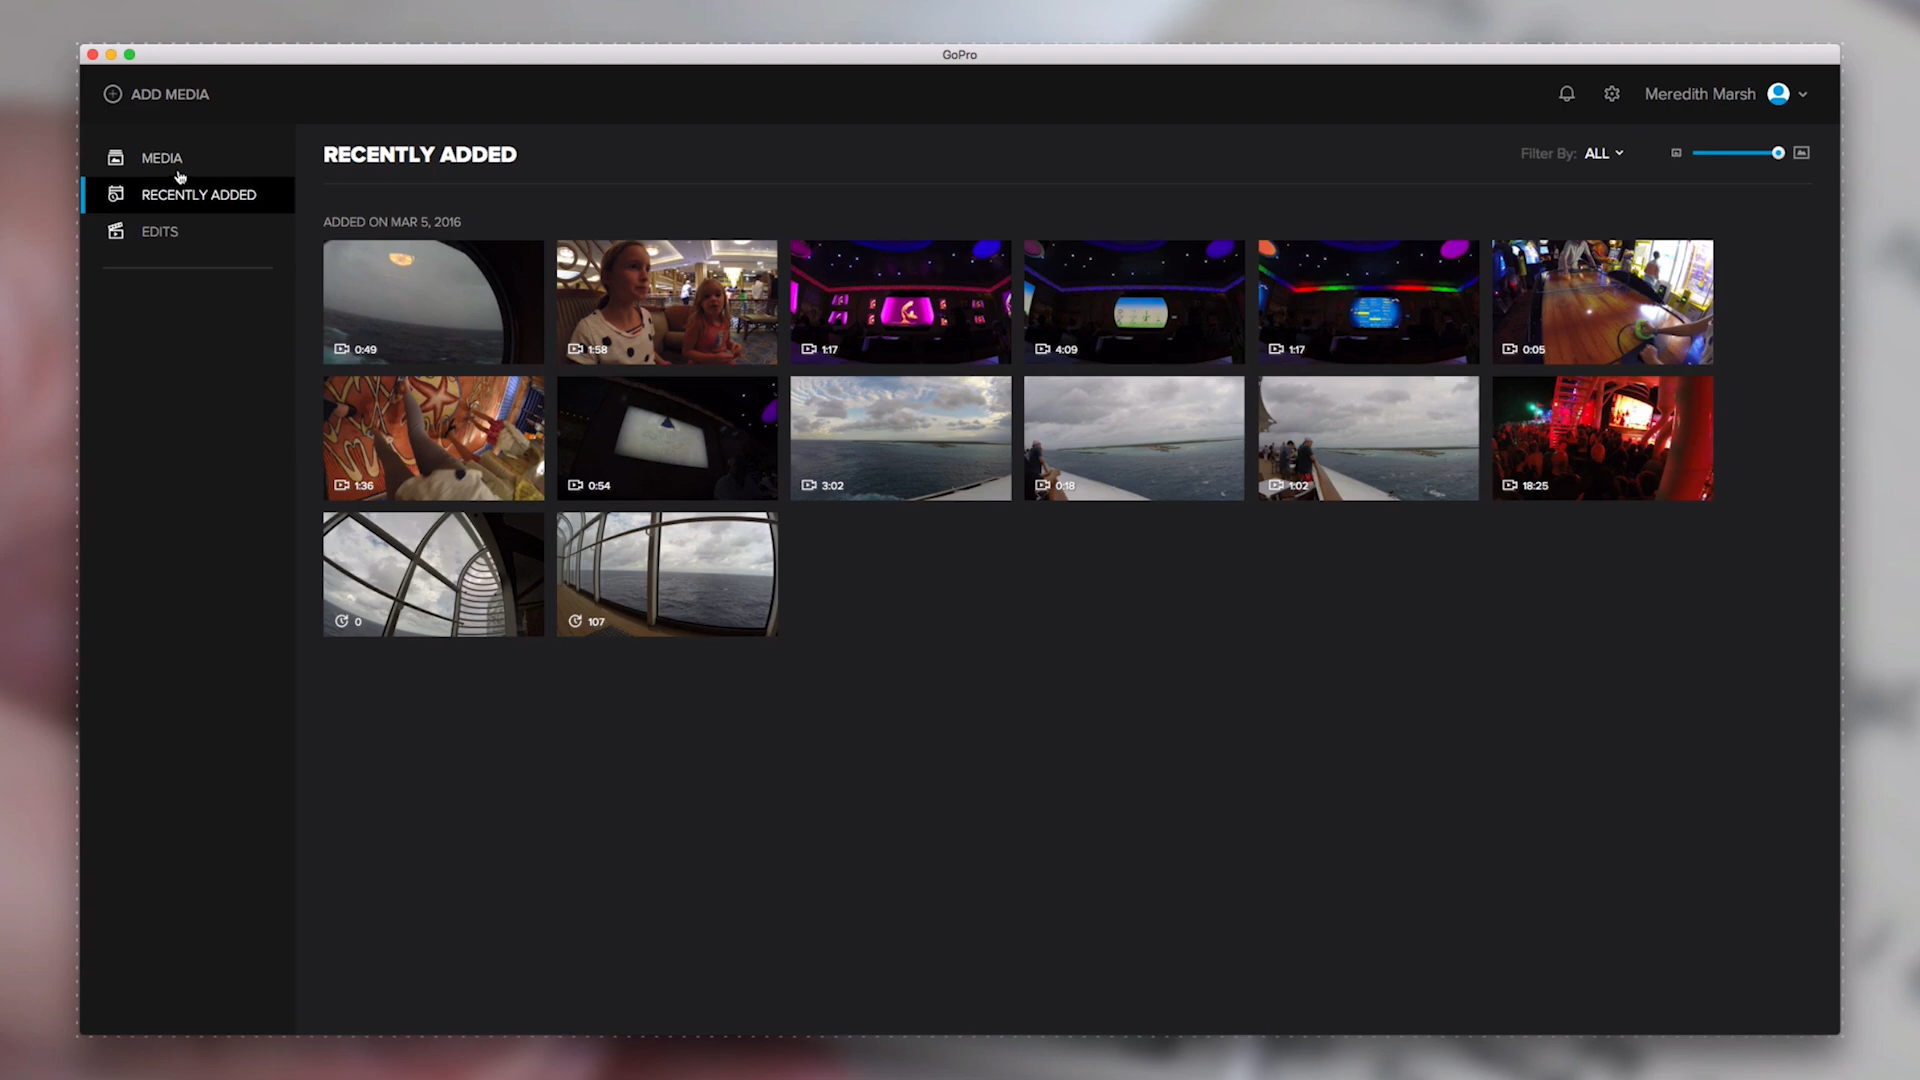 GoPro
ADD MEDIA
Meredith Marsh
MEDIA
RECENTLY ADDED
EDITS
RECENTLY ADDED
Filter By: ALL
ADDED ON MAR 5, 2016
0:49
1:58
1:17
4:09
1:17
0:05
1:36
0:54
3:02
0:18
1:02
18:25
0
107